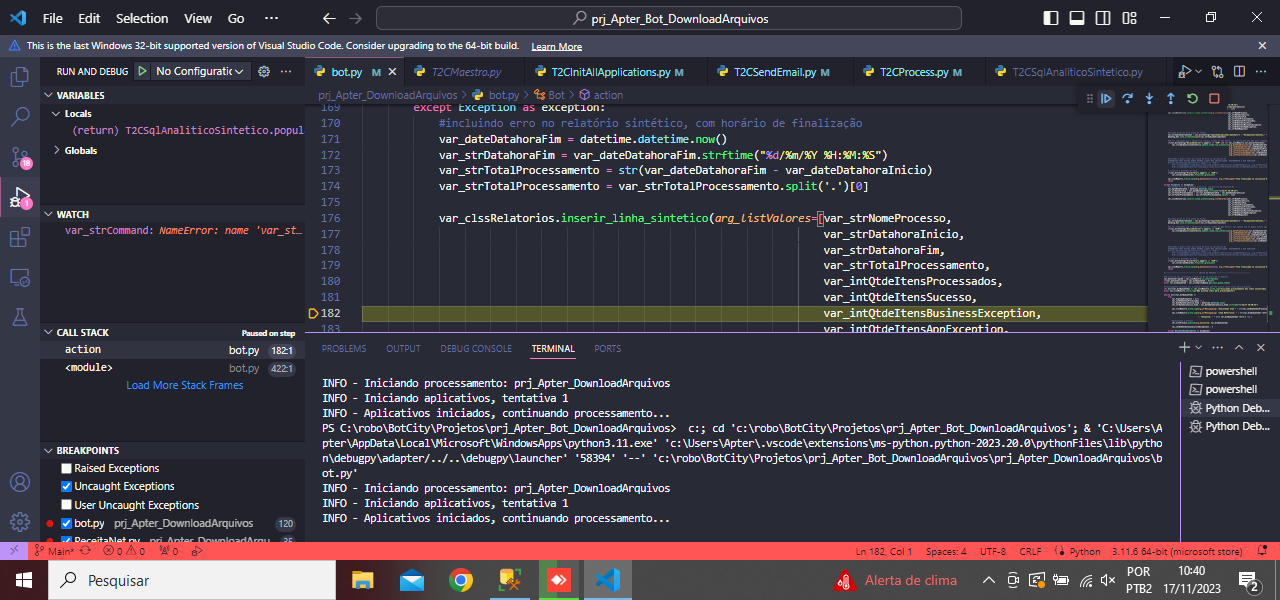 File Edit Selection View Go ··· prj_Apter_Bot_DownloadArquivos
This is the last Windows 32-bit supported version of Visual Studio Code. Consider upgrading to the 64-bit build. Learn More
RUN AND DEBUG No Configuratic
bot.py M
T2CMaestro.py
T2CInitAllApplications.py M
T2CSendEmail.py M
T2CProcess.py M
T2CSqlAnaliticoSintetico.py
VARIABLES
Locals
(return) T2CSqlAnaliticoSintetico.popul
Globals
WATCH
var_strCommand: NameError: name 'var_st…
CALL STACK Paused on step
action bot.py 182:1
<module> bot.py 422:1
Load More Stack Frames
BREAKPOINTS
Raised Exceptions
Uncaught Exceptions
User Uncaught Exceptions
bot.py prj_Apter_DownloadArquivos 120
ReceitaNet.py prj_Apter_DownloadArqu… 35
18
1
prj_Apter_DownloadArquivos > bot.py > Bot > action
169 except Exception as exception:
170 #incluindo erro no relatório sintético, com horário de finalização
171 var_dateDatahoraFim = datetime.datetime.now()
172 var_strDatahoraFim = var_dateDatahoraFim.strftime("%d/%m/%Y %H:%M:%S")
173 var_strTotalProcessamento = str(var_dateDatahoraFim - var_dateDatahoraInicio)
174 var_strTotalProcessamento = var_strTotalProcessamento.split('.')[0]
175
176 var_clssRelatorios.inserir_linha_sintetico(arg_listValores=[var_strNomeProcesso,
177 var_strDatahoraInicio,
178 var_strDatahoraFim,
179 var_strTotalProcessamento,
180 var_intQtdeItensProcessados,
181 var_intQtdeItensSucesso,
182 var_intQtdeItensBusinessException,
183 var_intQtdeItensAppException,
PROBLEMS OUTPUT DEBUG CONSOLE TERMINAL PORTS
INFO - Iniciando processamento: prj_Apter_DownloadArquivos
INFO - Iniciando aplicativos, tentativa 1
INFO - Aplicativos iniciados, continuando processamento...
PS C:\robo\BotCity\Projetos\prj_Apter_Bot_DownloadArquivos>  c:; cd 'c:\robo\BotCity\Projetos\prj_Apter_Bot_DownloadArquivos'; & 'C:\Users\A
pter\AppData\Local\Microsoft\WindowsApps\python3.11.exe' 'c:\Users\Apter\.vscode\extensions\ms-python.python-2023.20.0\pythonFiles\lib\pytho
n\debugpy\adapter/../..\debugpy\launcher' '58394' '--' 'c:\robo\BotCity\Projetos\prj_Apter_Bot_DownloadArquivos\prj_Apter_DownloadArquivos\b
ot.py'
INFO - Iniciando processamento: prj_Apter_DownloadArquivos
INFO - Iniciando aplicativos, tentativa 1
INFO - Aplicativos iniciados, continuando processamento...
powershell
powershell
Python Deb…
Python Deb…
Main* 0 0 0 Ln 182, Col 1 Spaces: 4 UTF-8 CRLF Python 3.11.6 64-bit (microsoft store)
Pesquisar
Alerta de clima
POR
PTB2
10:40
17/11/2023
2